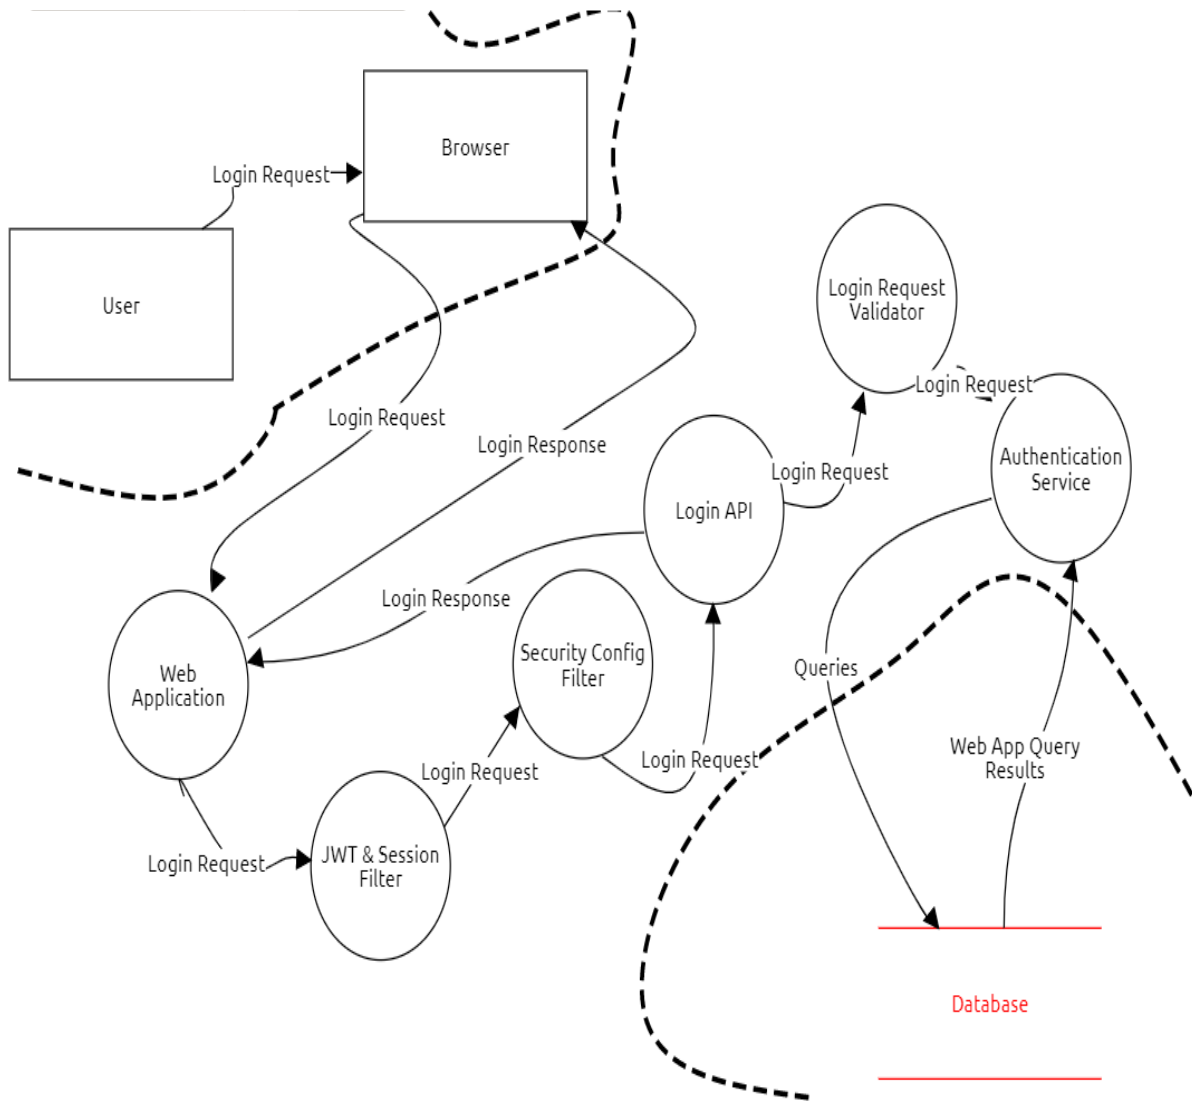 Browser
Login Request
User
Login Request
Validator
Login Request
Login Request
Login Response
Authentication
Service
Login Request
Login API
Login Response
Security Config
Filter
Queries
Web
Application
Web App Query
Results
Login Request
Login Request
Login Request
JWT & Session
Filter
Database